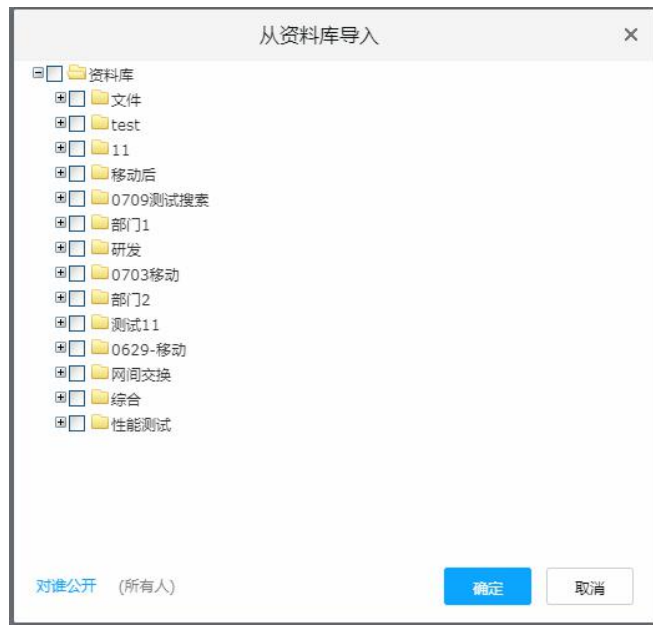 从资料库导入
资料库
文件
test
11
移动后
0709测试搜索
部门1
研发
0703移动
部门2
测试11
0629-移动
网间交换
综合
性能测试
对谁公开 (所有人) 确定 取消